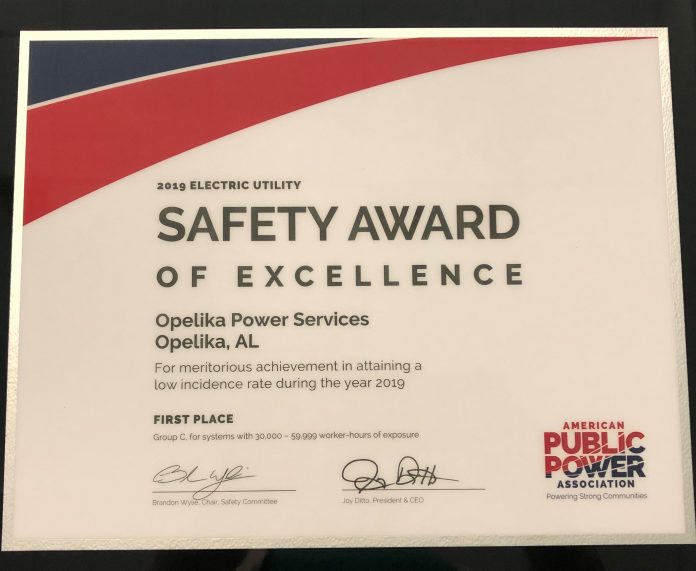 2019 ELECTRIC UTILITY
SAFETY AWARD
OF EXCELLENCE
Opelika Power Services
Opelika, AL
For meritorious achievement in attaining a
low incidence rate during the year 2019
FIRST PLACE
Group C, for systems with 30,000 – 59,999 worker-hours of exposure
Brandon Wylie, Chair, Safety Committee
Joy Ditto, President & CEO
AMERICAN
PUBLIC
POWER
ASSOCIATION
Powering Strong Communities